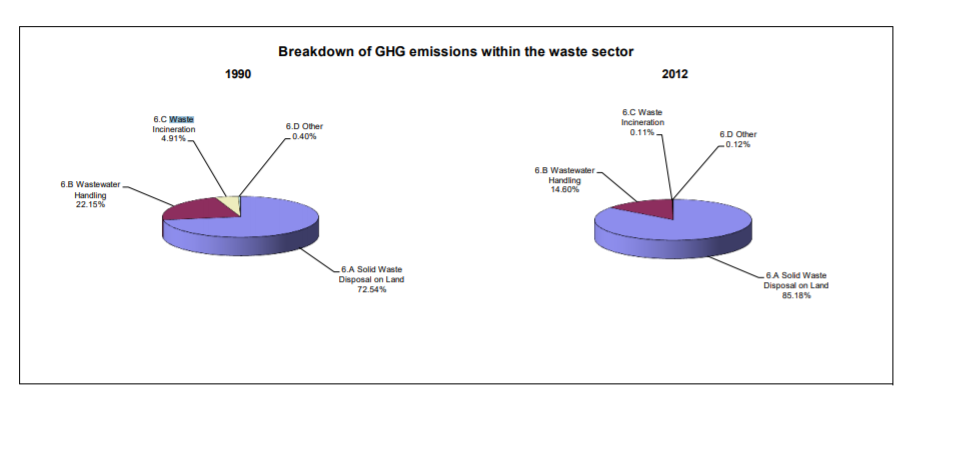 Breakdown of GHG emissions within the waste sector
1990
2012
6.C Waste
Incineration
4.91%
6.D Other
0.40%
6.B Wastewater
Handling
22.15%
6.A Solid Waste
Disposal on Land
72.54%
6.C Waste
Incineration
0.11%
6.D Other
0.12%
6.B Wastewater
Handling
14.60%
6.A Solid Waste
Disposal on Land
85.18%